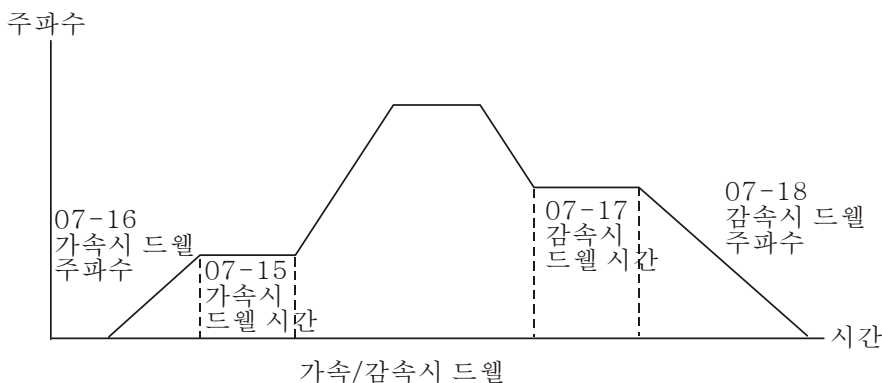 주파수
07-16
가속시 드웰
주파수
07-15
가속시
드웰 시간
07-17
감속시
드웰 시간
07-18
감속시 드웰
주파수
시간
가속/감속시 드웰